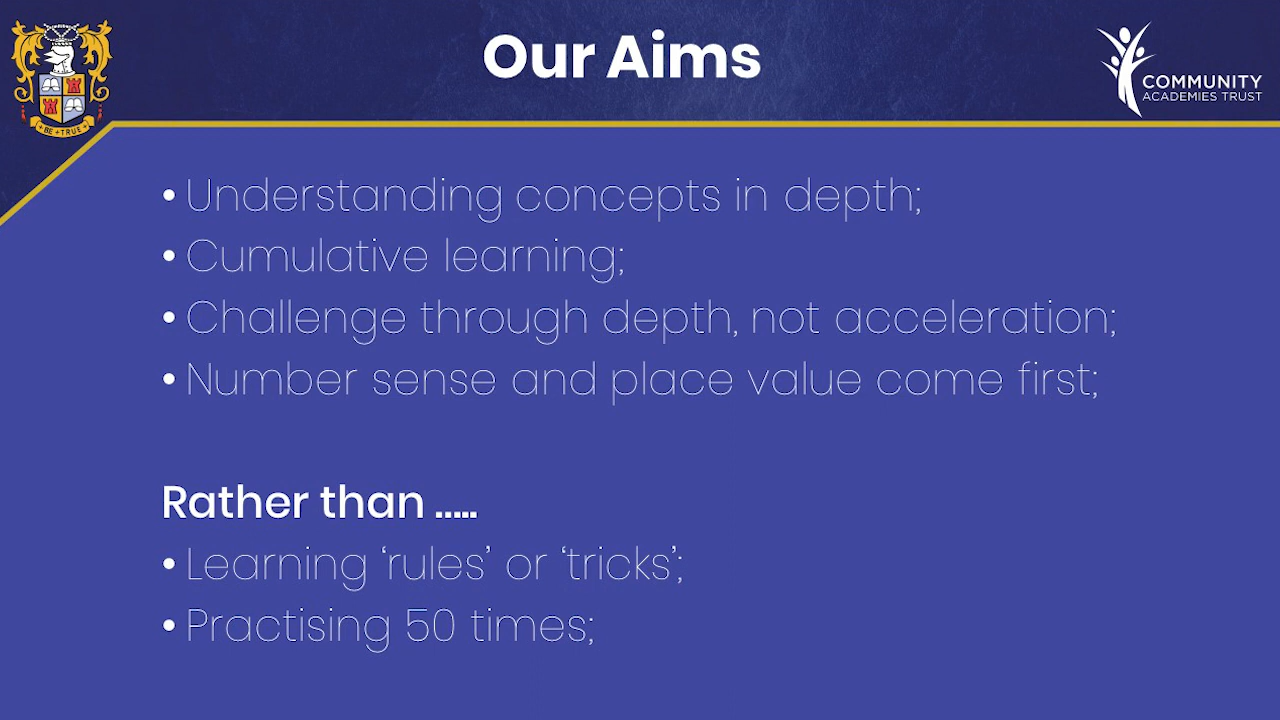 Our Aims
BE • TRUE
COMMUNITY
ACADEMIES TRUST
• Understanding concepts in depth;
• Cumulative learning;
• Challenge through depth, not acceleration;
• Number sense and place value come first;
Rather than .....
• Learning ‘rules’ or ‘tricks’;
• Practising 50 times;